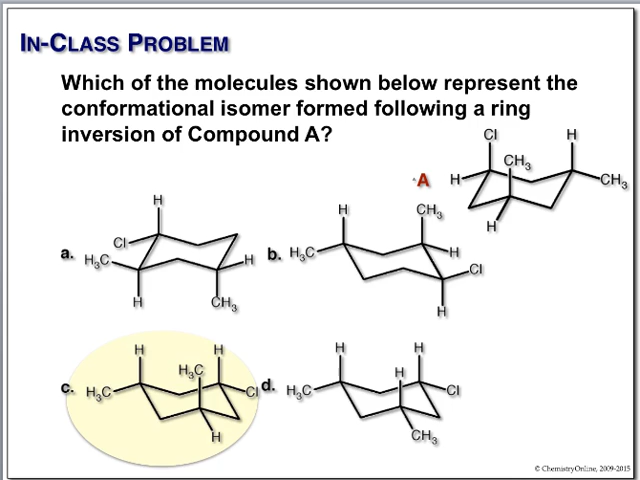 IN-CLASS PROBLEM
Which of the molecules shown below represent the
conformational isomer formed following a ring
inversion of Compound A?
A
Cl
H
CH3
H
CH3
H
a.
H
Cl
H3C
H
H
CH3
b.
H
CH3
H3C
H
Cl
H
c.
H
H
H3C
H3C
Cl
H
d.
H
H
H
H3C
Cl
CH3
© ChemistryOnline, 2009-2015